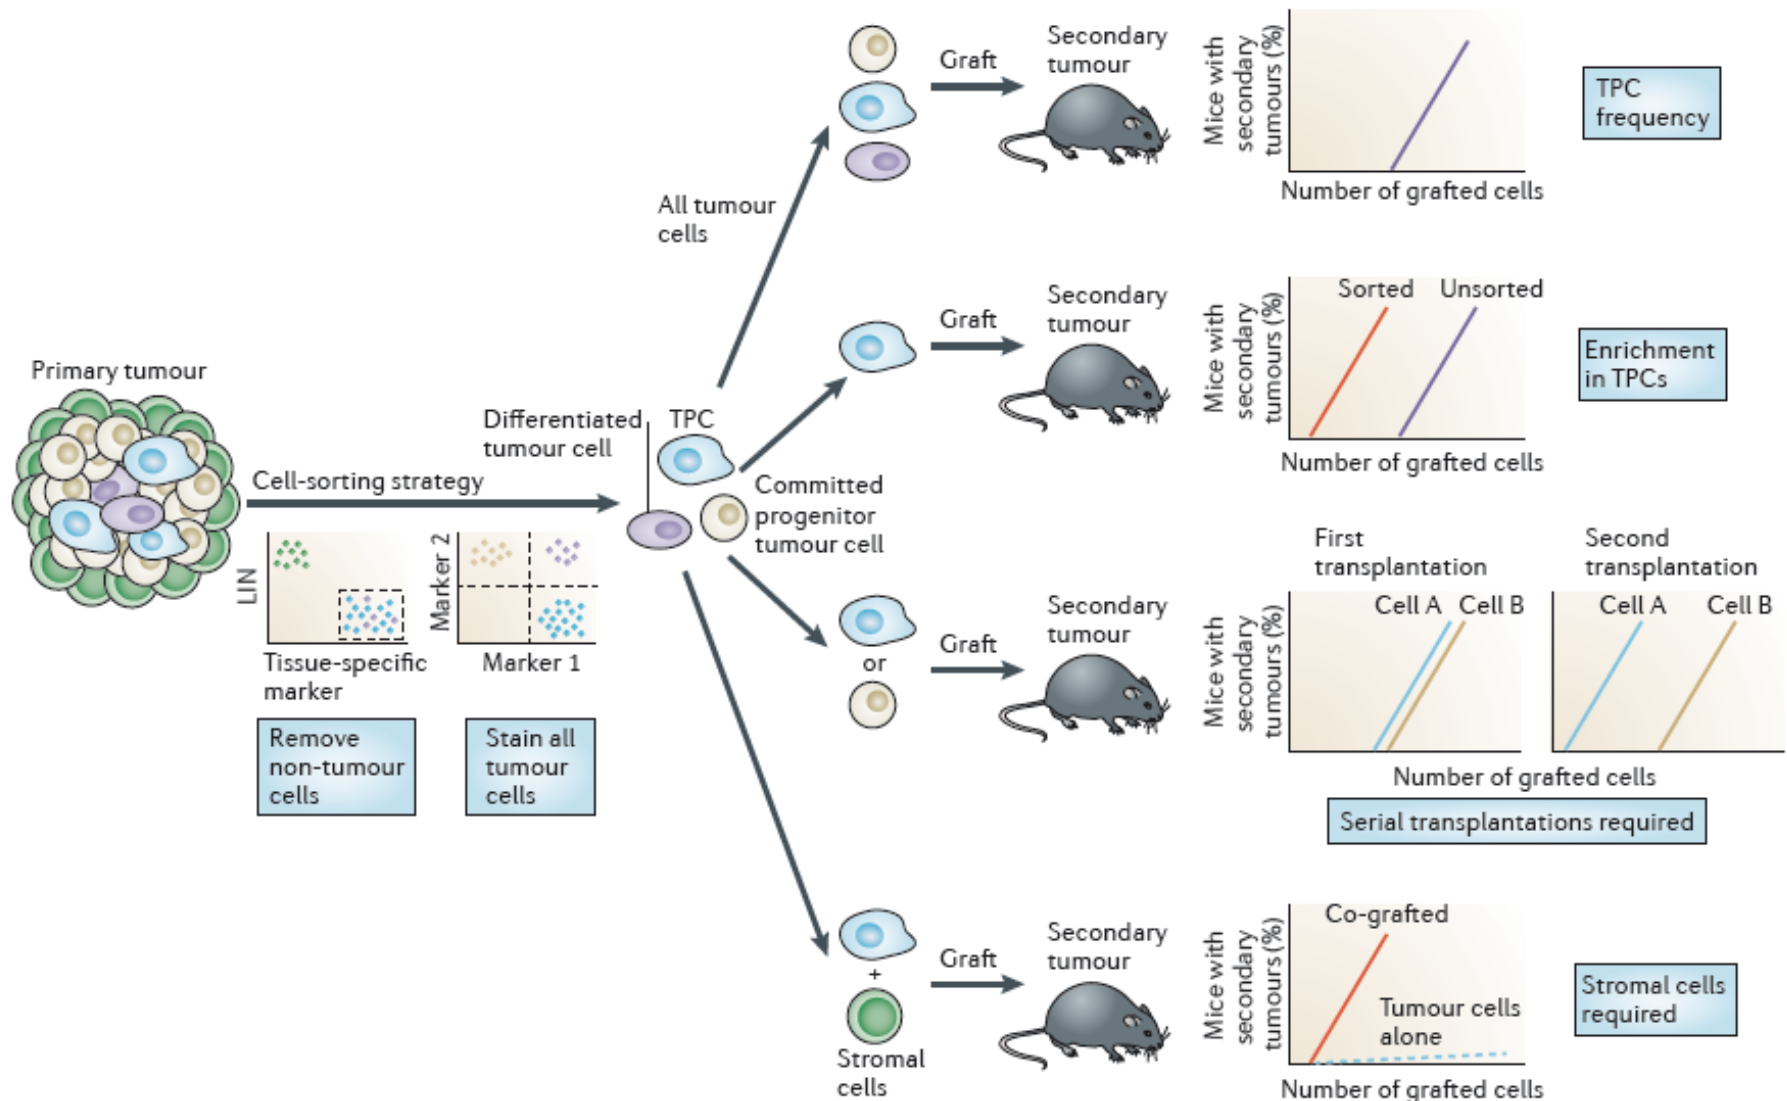 Graft
Secondary
tumour
Mice with
secondary
tumours (%)
Number of grafted cells
TPC
frequency
All tumour
cells
Graft
Secondary
tumour
Mice with
secondary
tumours (%)
Sorted
Unsorted
Number of grafted cells
Enrichment
in TPCs
Primary tumour
Cell-sorting strategy
LIN
Tissue-specific
marker
Marker 2
Marker 1
Remove
non-tumour
cells
Stain all
tumour
cells
Differentiated
tumour cell
TPC
Committed
progenitor
tumour cell
or
Graft
Secondary
tumour
Mice with
secondary
tumours (%)
First
transplantation
Cell A
Cell B
Second
transplantation
Cell A
Cell B
Number of grafted cells
Serial transplantations required
+
Stromal
cells
Graft
Secondary
tumour
Mice with
secondary
tumours (%)
Co-grafted
Tumour cells
alone
Number of grafted cells
Stromal cells
required